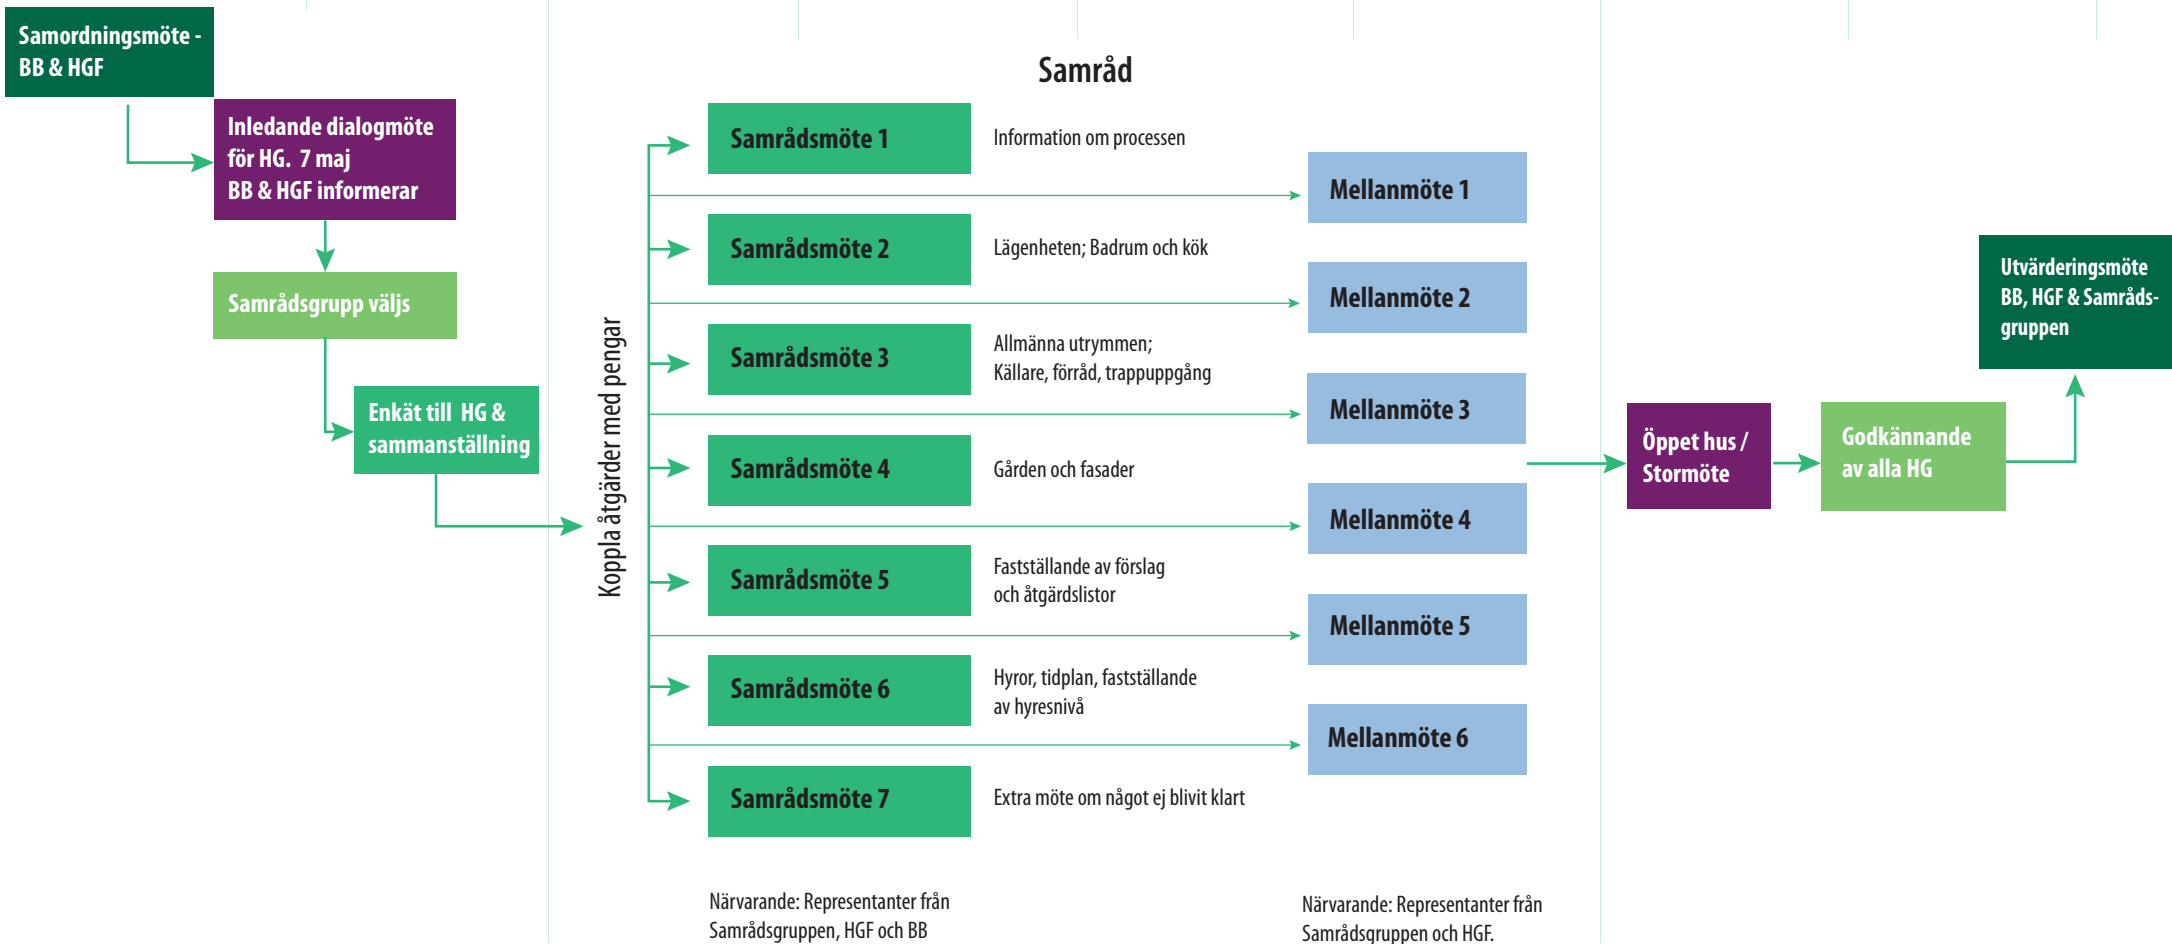 Samordningsmöte -
BB & HGF
Inledande dialogmöte
för HG. 7 maj
BB & HGF informerar
Samrådsgrupp väljs
Enkät till HG &
sammanställning
Koppla åtgärder med pengar
Samråd
Samrådsmöte 1
Information om processen
Mellanmöte 1
Samrådsmöte 2
Lägenheten; Badrum och kök
Mellanmöte 2
Samrådsmöte 3
Allmänna utrymmen;
Källare, förråd, trappuppgång
Mellanmöte 3
Samrådsmöte 4
Gården och fasader
Mellanmöte 4
Samrådsmöte 5
Fastställande av förslag
och åtgärdslistor
Mellanmöte 5
Samrådsmöte 6
Hyror, tidplan, fastställande
av hyresnivå
Mellanmöte 6
Samrådsmöte 7
Extra möte om något ej blivit klart
Närvarande: Representanter från
Samrådsgruppen, HGF och BB
Närvarande: Representanter från
Samrådsgruppen och HGF.
Öppet hus /
Stormöte
Godkännande
av alla HG
Utvärderingsmöte
BB, HGF & Samråds-
gruppen